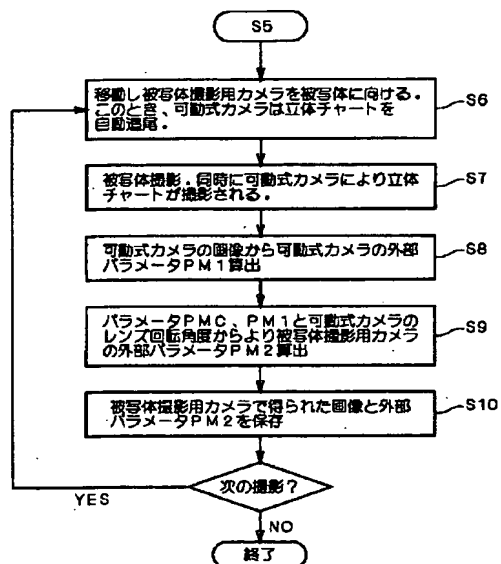 S5
移動し被写体撮影用カメラを被写体に向ける．
このとき、可動式カメラは立体チャートを
自動追尾．
S6
被写体撮影．同時に可動式カメラにより立体
チャートが撮影される．
S7
可動式カメラの画像から可動式カメラの外部
パラメータPM1算出
S8
パラメータPMC、PM1と可動式カメラの
レンズ回転角度からより被写体撮影用カメラ
の外部パラメータPM2算出
S9
被写体撮影用カメラで得られた画像と外部
パラメータPM2を保存
S10
次の撮影？
YES
NO
終了